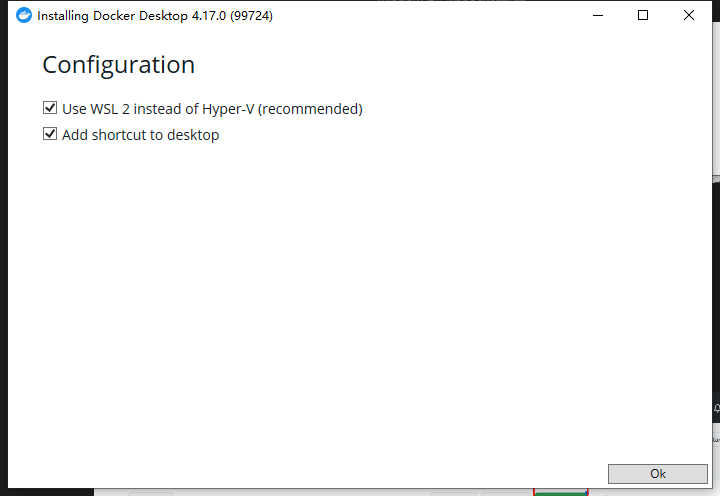 Installing Docker Desktop 4.17.0 (99724)
Configuration
Use WSL 2 instead of Hyper-V (recommended)
Add shortcut to desktop
Ok